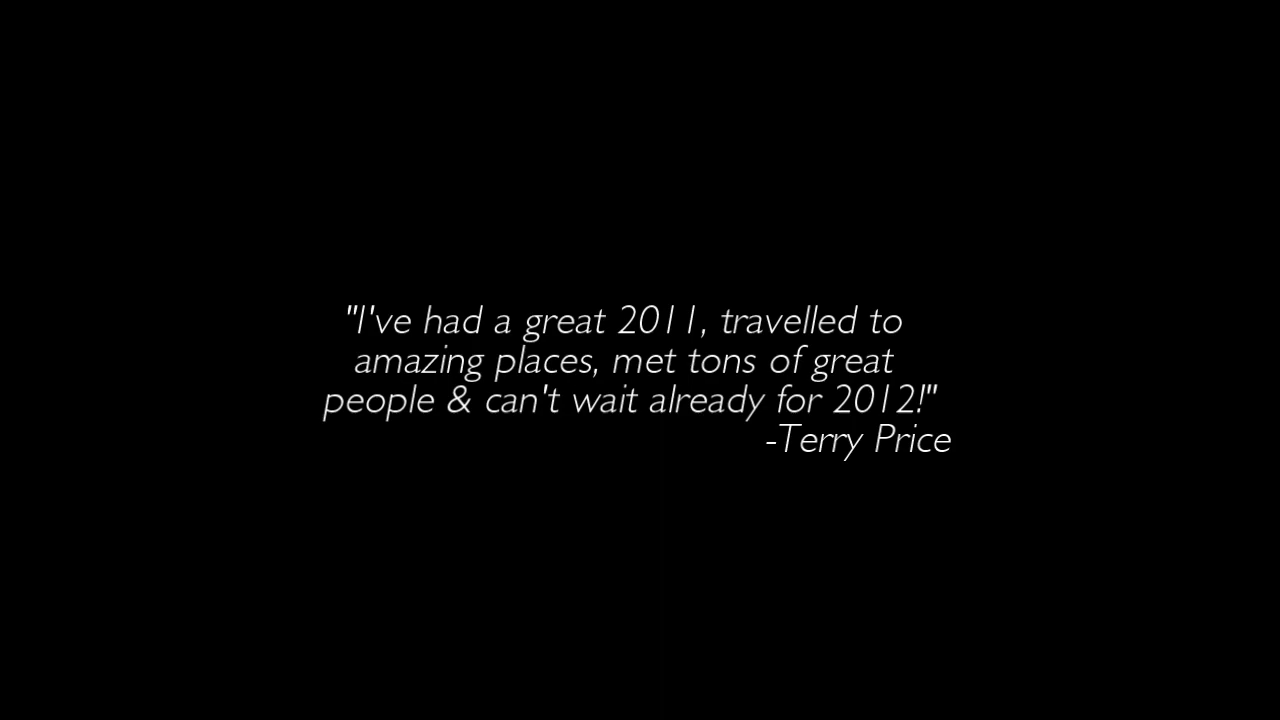 "I've had a great 2011, travelled to
amazing places, met tons of great
people & can't wait already for 2012!"
-Terry Price